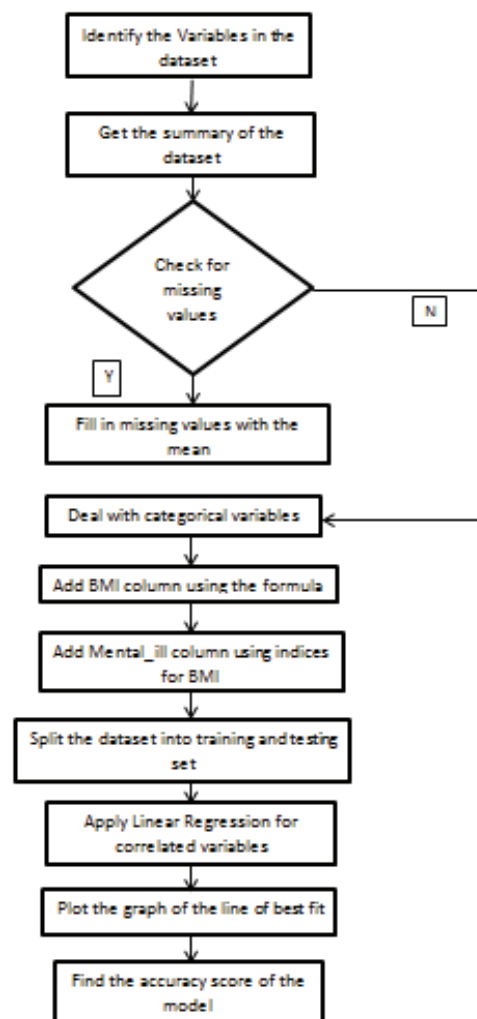 Identify the Variables in the
dataset
Get the summary of the
dataset
Check for
missing
values
N
Y
Fill in missing values with the
mean
Deal with categorical variables
Add BMI column using the formula
Add Mental_ill column using indices
for BMI
Split the dataset into training and testing
set
Apply Linear Regression for
correlated variables
Plot the graph of the line of best fit
Find the accuracy score of the
model